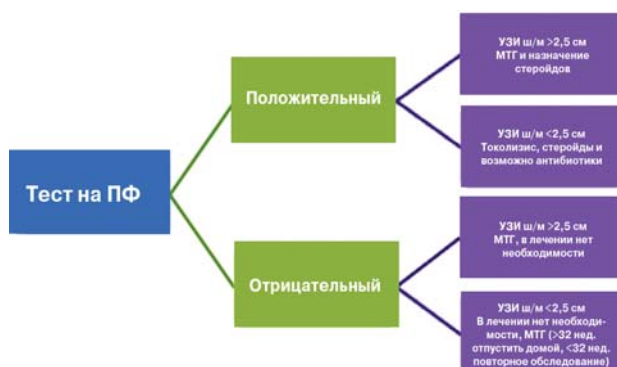 Тест на ПФ
Положительный
УЗИ ш/м >2,5 см
МТГ и назначение
стероидов
УЗИ ш/м <2,5 см
Токолизис, стероиды и
возможно антибиотики
Отрицательный
УЗИ ш/м >2,5 см
МТГ, в лечении нет
необходимости
УЗИ ш/м <2,5 см
В лечении нет необходи-
мости, МТГ (>32 нед.
отпустить домой, <32 нед.
повторное обследование)